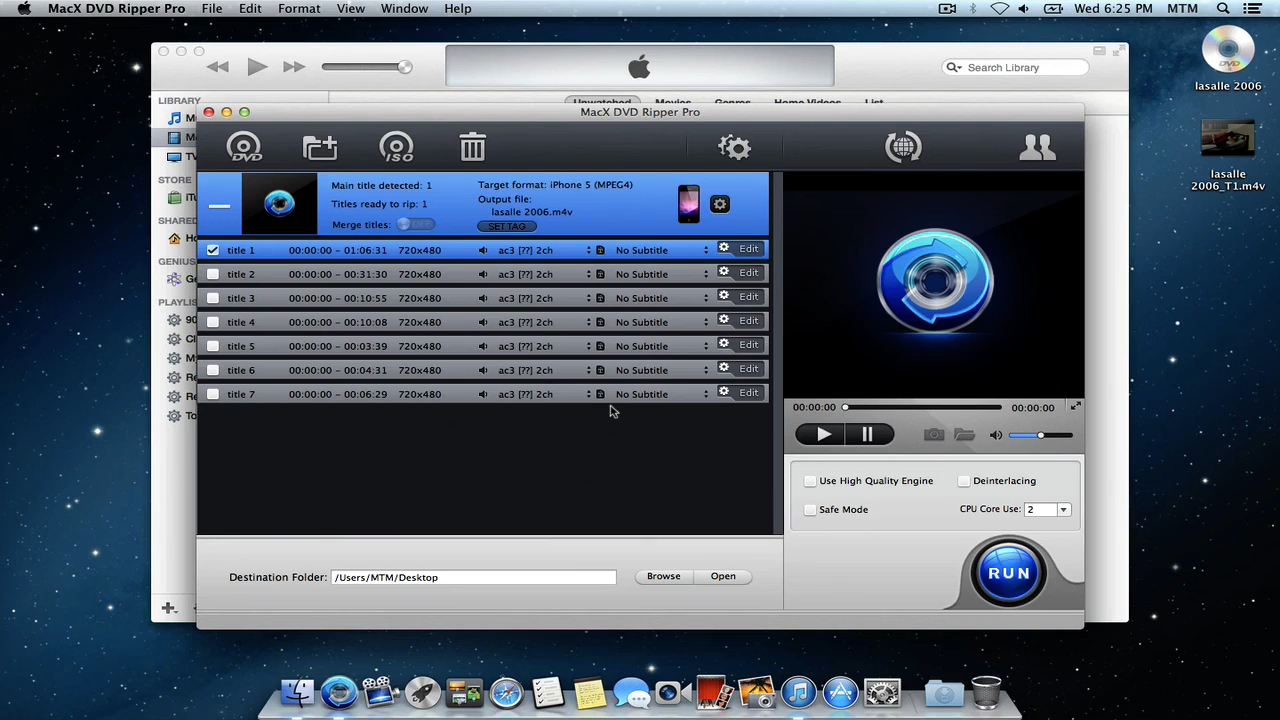 MacX DVD Ripper Pro File Edit Format View Window Help Wed 6:25 PM MTM
Search Library
LIBRARY
Unwatched Movies Genres Home Videos List
MacX DVD Ripper Pro
DVD ISO
STORE
SHARED
GENIUS
Main title detected: 1
Titles ready to rip: 1
Merge titles:
Target format: iPhone 5 (MPEG4)
Output file:
lasalle 2006.m4v
SET TAG
title 1 00:00:00 - 01:06:31 720x480 ac3 [??] 2ch No Subtitle Edit
title 2 00:00:00 - 00:31:30 720x480 ac3 [??] 2ch No Subtitle Edit
title 3 00:00:00 - 00:10:55 720x480 ac3 [??] 2ch No Subtitle Edit
title 4 00:00:00 - 00:10:08 720x480 ac3 [??] 2ch No Subtitle Edit
title 5 00:00:00 - 00:03:39 720x480 ac3 [??] 2ch No Subtitle Edit
title 6 00:00:00 - 00:04:31 720x480 ac3 [??] 2ch No Subtitle Edit
title 7 00:00:00 - 00:06:29 720x480 ac3 [??] 2ch No Subtitle Edit
00:00:00 00:00:00
Use High Quality Engine Deinterlacing
Safe Mode CPU Core Use: 2
RUN
Destination Folder: /Users/MTM/Desktop Browse Open
DVD
lasalle 2006
lasalle
2006_T1.m4v